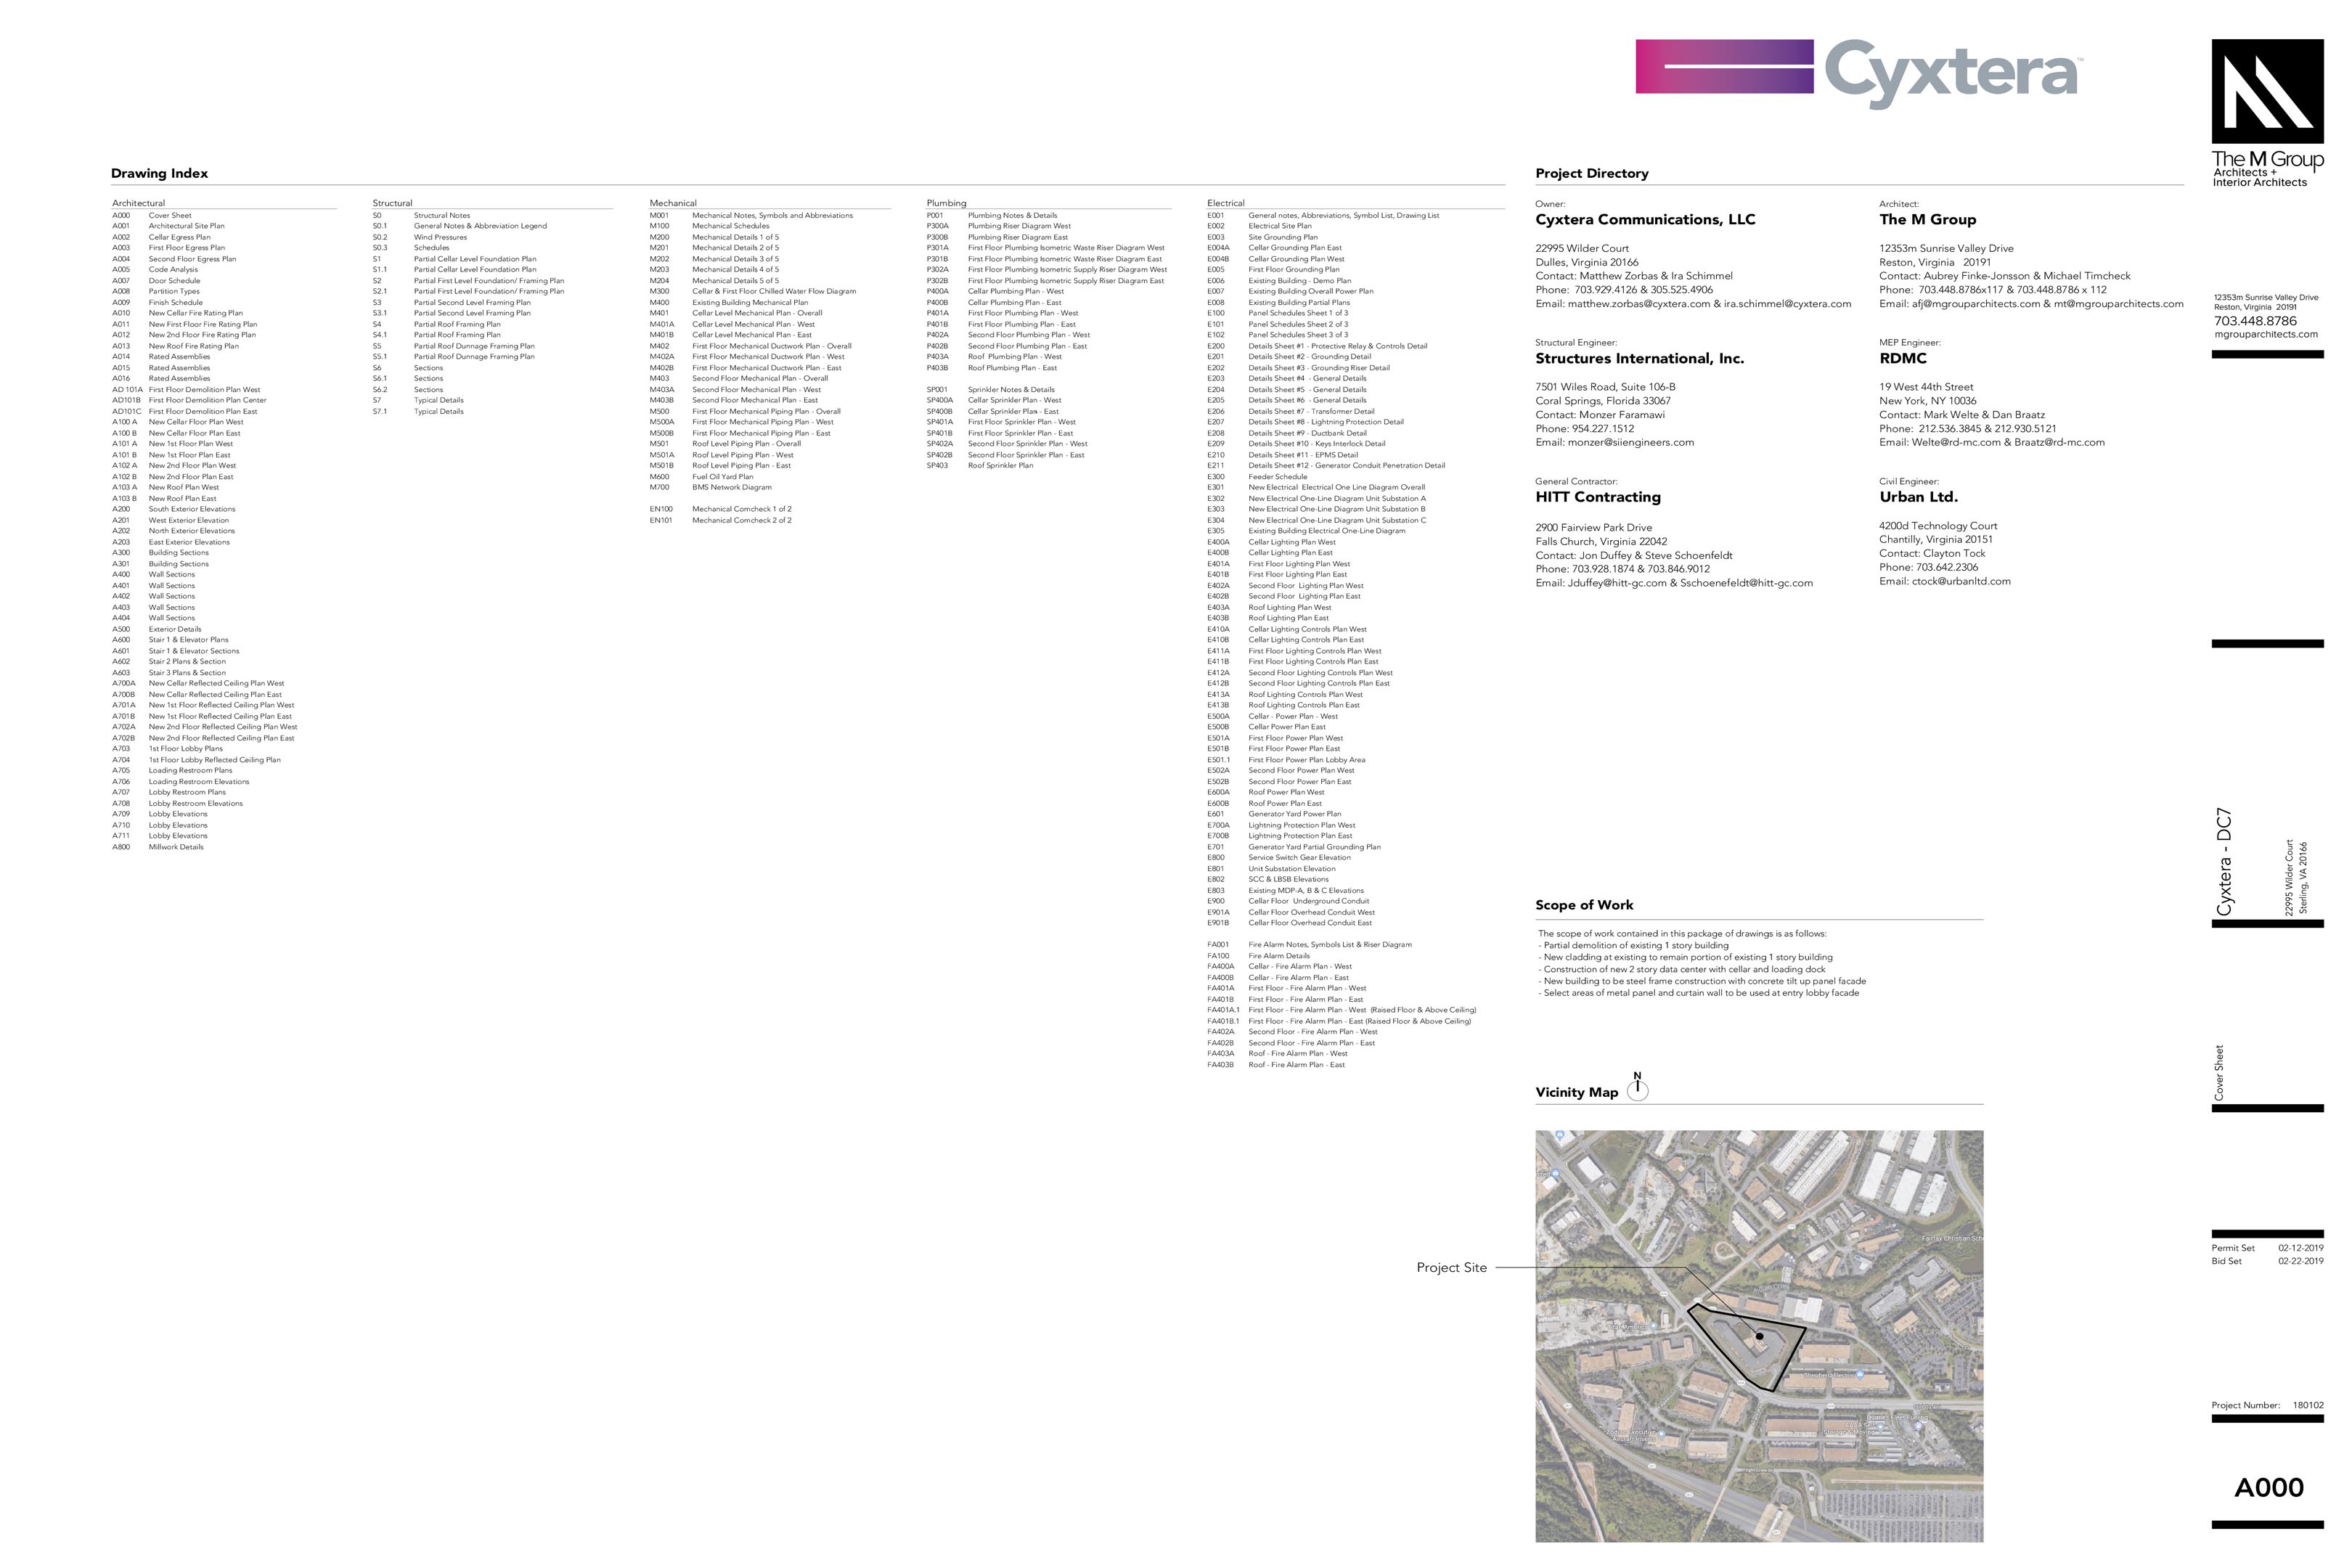 Cyxtera™
The M Group
Architects +
Interior Architects
12353m Sunrise Valley Drive
Reston, Virginia 20191
703.448.8786
mgrouparchitects.com
Drawing Index
Architectural
A000 Cover Sheet
A001 Architectural Site Plan
A002 Cellar Egress Plan
A003 First Floor Egress Plan
A004 Second Floor Egress Plan
A005 Code Analysis
A007 Door Schedule
A008 Partition Types
A009 Finish Schedule
A010 New Cellar Fire Rating Plan
A011 New First Floor Fire Rating Plan
A012 New 2nd Floor Fire Rating Plan
A013 New Roof Fire Rating Plan
A014 Rated Assemblies
A015 Rated Assemblies
A016 Rated Assemblies
AD 101A First Floor Demolition Plan West
AD101B First Floor Demolition Plan Center
AD101C First Floor Demolition Plan East
A100 A New Cellar Floor Plan West
A100 B New Cellar Floor Plan East
A101 A New 1st Floor Plan West
A101 B New 1st Floor Plan East
A102 A New 2nd Floor Plan West
A102 B New 2nd Floor Plan East
A103 A New Roof Plan West
A103 B New Roof Plan East
A200 South Exterior Elevations
A201 West Exterior Elevation
A202 North Exterior Elevations
A203 East Exterior Elevations
A300 Building Sections
A301 Building Sections
A400 Wall Sections
A401 Wall Sections
A402 Wall Sections
A403 Wall Sections
A404 Wall Sections
A500 Exterior Details
A600 Stair 1 & Elevator Plans
A601 Stair 1 & Elevator Sections
A602 Stair 2 Plans & Section
A603 Stair 3 Plans & Section
A700A New Cellar Reflected Ceiling Plan West
A700B New Cellar Reflected Ceiling Plan East
A701A New 1st Floor Reflected Ceiling Plan West
A701B New 1st Floor Reflected Ceiling Plan East
A702A New 2nd Floor Reflected Ceiling Plan West
A702B New 2nd Floor Reflected Ceiling Plan East
A703 1st Floor Lobby Plans
A704 1st Floor Lobby Reflected Ceiling Plan
A705 Loading Restroom Plans
A706 Loading Restroom Elevations
A707 Lobby Restroom Plans
A708 Lobby Restroom Elevations
A709 Lobby Elevations
A710 Lobby Elevations
A711 Lobby Elevations
A800 Millwork Details
Structural
S0 Structural Notes
S0.1 General Notes & Abbreviation Legend
S0.2 Wind Pressures
S0.3 Schedules
S1 Partial Cellar Level Foundation Plan
S1.1 Partial Cellar Level Foundation Plan
S2 Partial First Level Foundation/ Framing Plan
S2.1 Partial First Level Foundation/ Framing Plan
S3 Partial Second Level Framing Plan
S3.1 Partial Second Level Framing Plan
S4 Partial Roof Framing Plan
S4.1 Partial Roof Framing Plan
S5 Partial Roof Dunnage Framing Plan
S5.1 Partial Roof Dunnage Framing Plan
S6 Sections
S6.1 Sections
S6.2 Sections
S7 Typical Details
S7.1 Typical Details
Mechanical
M001 Mechanical Notes, Symbols and Abbreviations
M100 Mechanical Schedules
M200 Mechanical Details 1 of 5
M201 Mechanical Details 2 of 5
M202 Mechanical Details 3 of 5
M203 Mechanical Details 4 of 5
M204 Mechanical Details 5 of 5
M300 Cellar & First Floor Chilled Water Flow Diagram
M400 Existing Building Mechanical Plan
M401 Cellar Level Mechanical Plan - Overall
M401A Cellar Level Mechanical Plan - West
M401B Cellar Level Mechanical Plan - East
M402 First Floor Mechanical Ductwork Plan - Overall
M402A First Floor Mechanical Ductwork Plan - West
M402B First Floor Mechanical Ductwork Plan - East
M403 Second Floor Mechanical Plan - Overall
M403A Second Floor Mechanical Plan - West
M403B Second Floor Mechanical Plan - East
M500 First Floor Mechanical Piping Plan - Overall
M500A First Floor Mechanical Piping Plan - West
M500B First Floor Mechanical Piping Plan - East
M501 Roof Level Piping Plan - Overall
M501A Roof Level Piping Plan - West
M501B Roof Level Piping Plan - East
M600 Fuel Oil Yard Plan
M700 BMS Network Diagram
EN100 Mechanical Comcheck 1 of 2
EN101 Mechanical Comcheck 2 of 2
Plumbing
P001 Plumbing Notes & Details
P300A Plumbing Riser Diagram West
P300B Plumbing Riser Diagram East
P301A First Floor Plumbing Isometric Waste Riser Diagram West
P301B First Floor Plumbing Isometric Waste Riser Diagram East
P302A First Floor Plumbing Isometric Supply Riser Diagram West
P302B First Floor Plumbing Isometric Supply Riser Diagram East
P400A Cellar Plumbing Plan - West
P400B Cellar Plumbing Plan - East
P401A First Floor Plumbing Plan - West
P401B First Floor Plumbing Plan - East
P402A Second Floor Plumbing Plan - West
P402B Second Floor Plumbing Plan - East
P403A Roof Plumbing Plan - West
P403B Roof Plumbing Plan - East
SP001 Sprinkler Notes & Details
SP400A Cellar Sprinkler Plan - West
SP400B Cellar Sprinkler Plan - East
SP401A First Floor Sprinkler Plan - West
SP401B First Floor Sprinkler Plan - East
SP402A Second Floor Sprinkler Plan - West
SP402B Second Floor Sprinkler Plan - East
SP403 Roof Sprinkler Plan
Electrical
E001 General notes, Abbreviations, Symbol List, Drawing List
E002 Electrical Site Plan
E003 Site Grounding Plan
E004A Cellar Grounding Plan East
E004B Cellar Grounding Plan West
E005 First Floor Grounding Plan
E006 Existing Building - Demo Plan
E007 Existing Building Overall Power Plan
E008 Existing Building Partial Plans
E100 Panel Schedules Sheet 1 of 3
E101 Panel Schedules Sheet 2 of 3
E102 Panel Schedules Sheet 3 of 3
E200 Details Sheet #1 - Protective Relay & Controls Detail
E201 Details Sheet #2 - Grounding Detail
E202 Details Sheet #3 - Grounding Riser Detail
E203 Details Sheet #4 - General Details
E204 Details Sheet #5 - General Details
E205 Details Sheet #6 - General Details
E206 Details Sheet #7 - Transformer Detail
E207 Details Sheet #8 - Lightning Protection Detail
E208 Details Sheet #9 - Ductbank Detail
E209 Details Sheet #10 - Keys Interlock Detail
E210 Details Sheet #11 - EPMS Detail
E211 Details Sheet #12 - Generator Conduit Penetration Detail
E300 Feeder Schedule
E301 New Electrical Electrical One Line Diagram Overall
E302 New Electrical One-Line Diagram Unit Substation A
E303 New Electrical One-Line Diagram Unit Substation B
E304 New Electrical One-Line Diagram Unit Substation C
E305 Existing Building Electrical One-Line Diagram
E400A Cellar Lighting Plan West
E400B Cellar Lighting Plan East
E401A First Floor Lighting Plan West
E401B First Floor Lighting Plan East
E402A Second Floor Lighting Plan West
E402B Second Floor Lighting Plan East
E403A Roof Lighting Plan West
E403B Roof Lighting Plan East
E410A Cellar Lighting Controls Plan West
E410B Cellar Lighting Controls Plan East
E411A First Floor Lighting Controls Plan West
E411B First Floor Lighting Controls Plan East
E412A Second Floor Lighting Controls Plan West
E412B Second Floor Lighting Controls Plan East
E413A Roof Lighting Controls Plan West
E413B Roof Lighting Controls Plan East
E500A Cellar - Power Plan - West
E500B Cellar Power Plan East
E501A First Floor Power Plan West
E501B First Floor Power Plan East
E501.1 First Floor Power Plan Lobby Area
E502A Second Floor Power Plan West
E502B Second Floor Power Plan East
E600A Roof Power Plan West
E600B Roof Power Plan East
E601 Generator Yard Power Plan
E700A Lightning Protection Plan West
E700B Lightning Protection Plan East
E701 Generator Yard Partial Grounding Plan
E800 Service Switch Gear Elevation
E801 Unit Substation Elevation
E802 SCC & LBSB Elevations
E803 Existing MDP-A, B & C Elevations
E900 Cellar Floor Underground Conduit
E901A Cellar Floor Overhead Conduit West
E901B Cellar Floor Overhead Conduit East
FA001 Fire Alarm Notes, Symbols List & Riser Diagram
FA100 Fire Alarm Details
FA400A Cellar - Fire Alarm Plan - West
FA400B Cellar - Fire Alarm Plan - East
FA401A First Floor - Fire Alarm Plan - West
FA401B First Floor - Fire Alarm Plan - East
FA401A.1 First Floor - Fire Alarm Plan - West (Raised Floor & Above Ceiling)
FA401B.1 First Floor - Fire Alarm Plan - East (Raised Floor & Above Ceiling)
FA402A Second Floor - Fire Alarm Plan - West
FA402B Second Floor - Fire Alarm Plan - East
FA403A Roof - Fire Alarm Plan - West
FA403B Roof - Fire Alarm Plan - East
Project Directory
Owner:
Cyxtera Communications, LLC
22995 Wilder Court
Dulles, Virginia 20166
Contact: Matthew Zorbas & Ira Schimmel
Phone: 703.929.4126 & 305.525.4906
Email: matthew.zorbas@cyxtera.com & ira.schimmel@cyxtera.com
Architect:
The M Group
12353m Sunrise Valley Drive
Reston, Virginia 20191
Contact: Aubrey Finke-Jonsson & Michael Timcheck
Phone: 703.448.8786x117 & 703.448.8786 x 112
Email: afj@mgrouparchitects.com & mt@mgrouparchitects.com
Structural Engineer:
Structures International, Inc.
7501 Wiles Road, Suite 106-B
Coral Springs, Florida 33067
Contact: Monzer Faramawi
Phone: 954.227.1512
Email: monzer@siiengineers.com
MEP Engineer:
RDMC
19 West 44th Street
New York, NY 10036
Contact: Mark Welte & Dan Braatz
Phone: 212.536.3845 & 212.930.5121
Email: Welte@rd-mc.com & Braatz@rd-mc.com
General Contractor:
HITT Contracting
2900 Fairview Park Drive
Falls Church, Virginia 22042
Contact: Jon Duffey & Steve Schoenfeldt
Phone: 703.928.1874 & 703.846.9012
Email: Jduffey@hitt-gc.com & Sschoenefeldt@hitt-gc.com
Civil Engineer:
Urban Ltd.
4200d Technology Court
Chantilly, Virginia 20151
Contact: Clayton Tock
Phone: 703.642.2306
Email: ctock@urbanltd.com
Scope of Work
The scope of work contained in this package of drawings is as follows:
- Partial demolition of existing 1 story building
- New cladding at existing to remain portion of existing 1 story building
- Construction of new 2 story data center with cellar and loading dock
- New building to be steel frame construction with concrete tilt up panel facade
- Select areas of metal panel and curtain wall to be used at entry lobby facade
Vicinity Map
N
Project Site
Fairfax Christian Sch
Cyxtera - DC7
22995 Wilder Court
Sterling, VA 20166
Cover Sheet
Permit Set 02-12-2019
Bid Set 02-22-2019
Project Number: 180102
A000